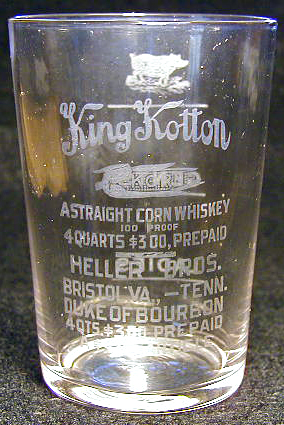 King Kotton
KORN
A STRAIGHT CORN WHISKEY
100 PROOF
4 QUARTS $3.00, PREPAID
HELLER BROS.
BRISTOL VA., — TENN.
DUKE OF BOURBON
4 QTS. $3.00 PREPAID